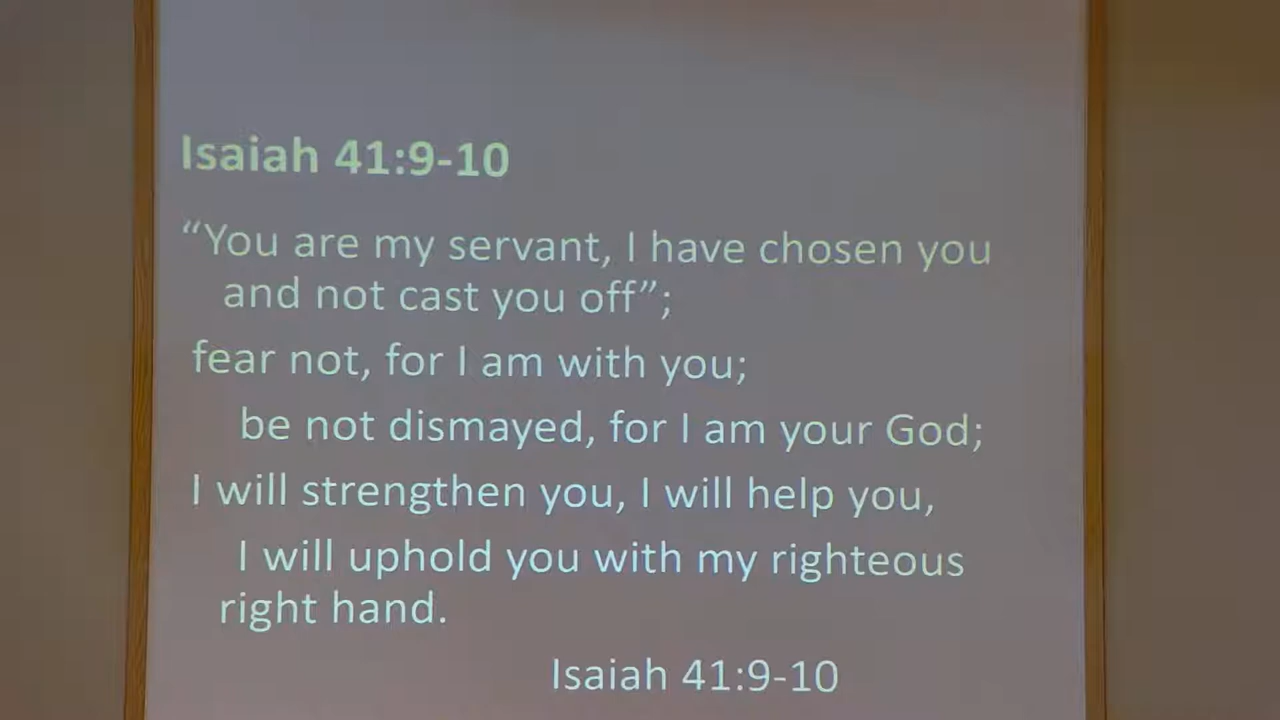 Isaiah 41:9-10
“You are my servant, I have chosen you
and not cast you off”;
fear not, for I am with you;
be not dismayed, for I am your God;
I will strengthen you, I will help you,
I will uphold you with my righteous
right hand.
Isaiah 41:9-10